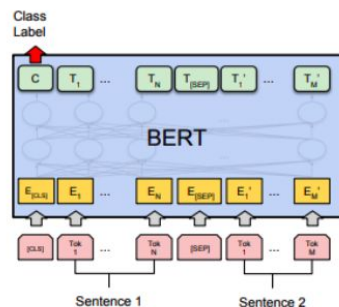 Class
Label
C T1 ... TN T[SEP] T1' ... TM'
BERT
E[CLS] E1 ... EN E[SEP] E1' ... EM'
[CLS] Tok 1 ... Tok N [SEP] Tok 1 ... Tok M
Sentence 1 Sentence 2